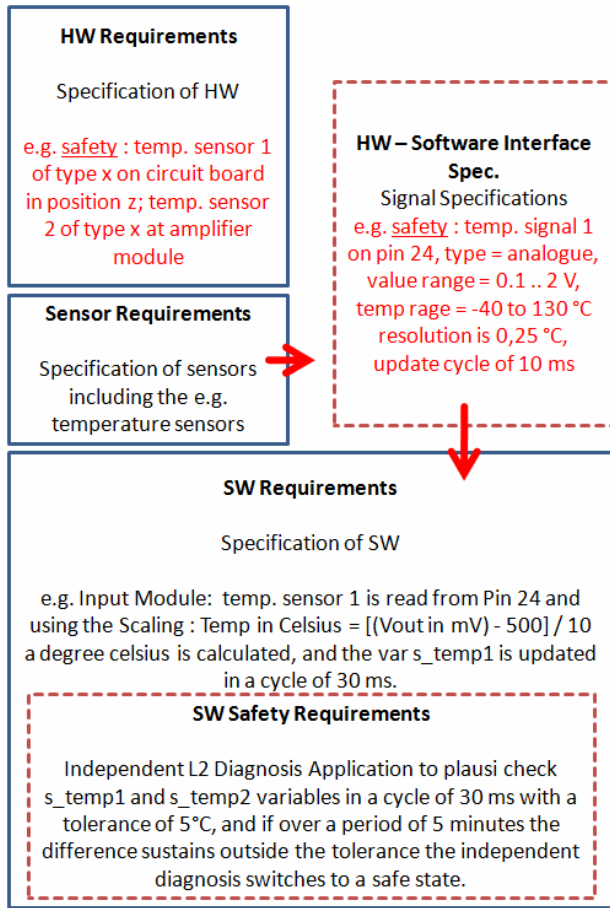 HW Requirements
Specification of HW
e.g. safety : temp. sensor 1
of type x on circuit board
in position z; temp. sensor
2 of type x at amplifier
module
Sensor Requirements
Specification of sensors
including the e.g.
temperature sensors
HW – Software Interface
Spec.
Signal Specifications
e.g. safety : temp. signal 1
on pin 24, type = analogue,
value range = 0.1 .. 2 V,
temp rage = -40 to 130 °C
resolution is 0,25 °C,
update cycle of 10 ms
SW Requirements
Specification of SW
e.g. Input Module:  temp. sensor 1 is read from Pin 24 and
using the Scaling : Temp in Celsius = [(Vout in mV) - 500] / 10
a degree celsius is calculated, and the var s_temp1 is updated
in a cycle of 30 ms.
SW Safety Requirements
Independent L2 Diagnosis Application to plausi check
s_temp1 and s_temp2 variables in a cycle of 30 ms with a
tolerance of 5°C, and if over a period of 5 minutes the
difference sustains outside the tolerance the independent
diagnosis switches to a safe state.